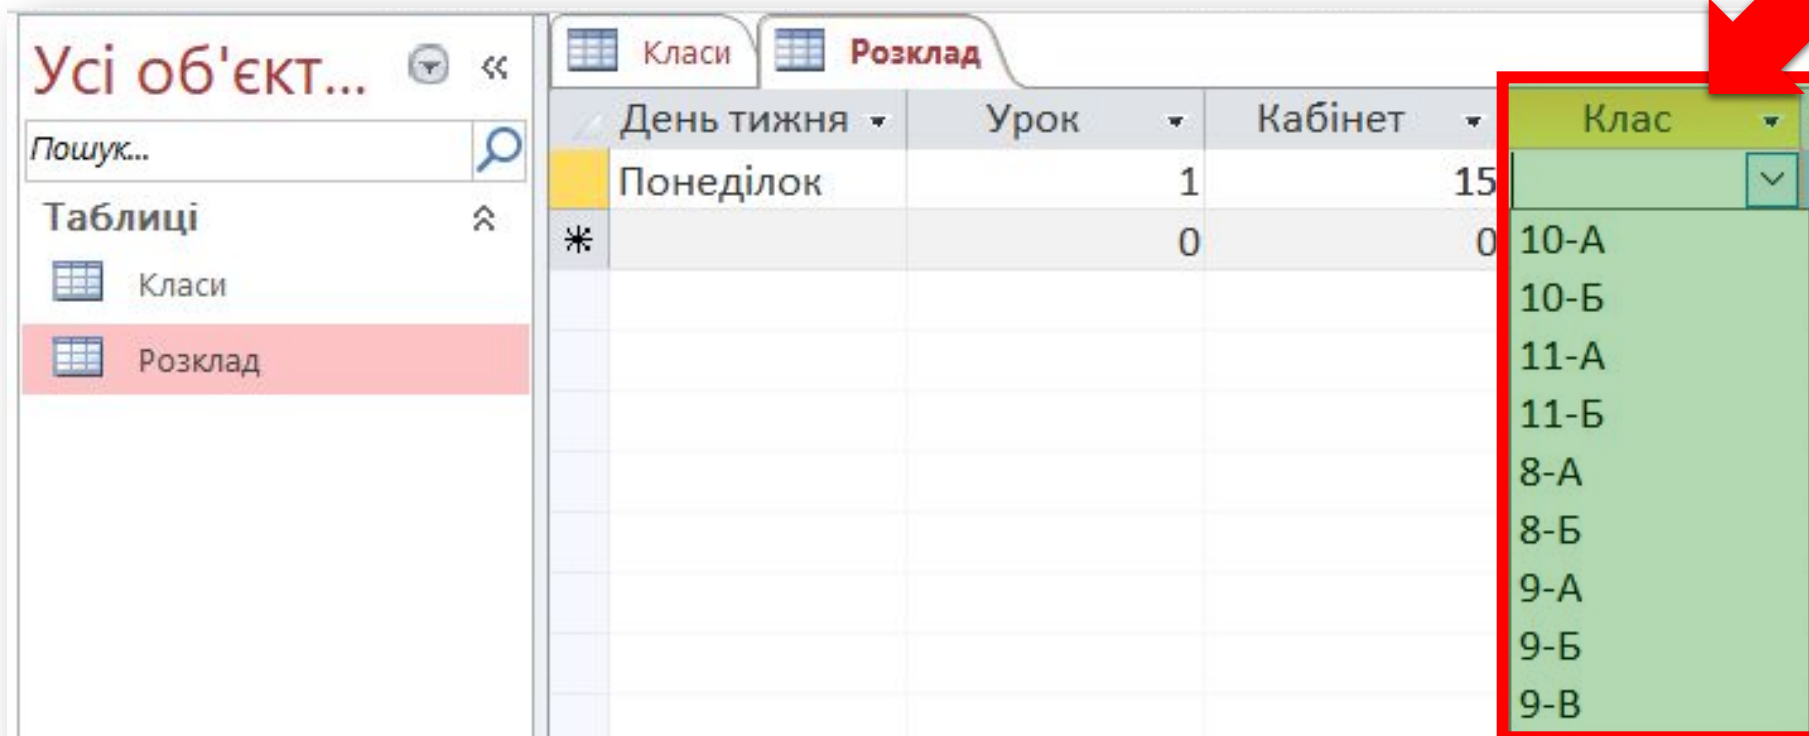 Усі об'єкт...
Пошук...
Таблиці
Класи
Розклад
Класи Розклад
День тижня Урок Кабінет Клас
Понеділок 1 15
0 0
10-А
10-Б
11-А
11-Б
8-А
8-Б
9-А
9-Б
9-В